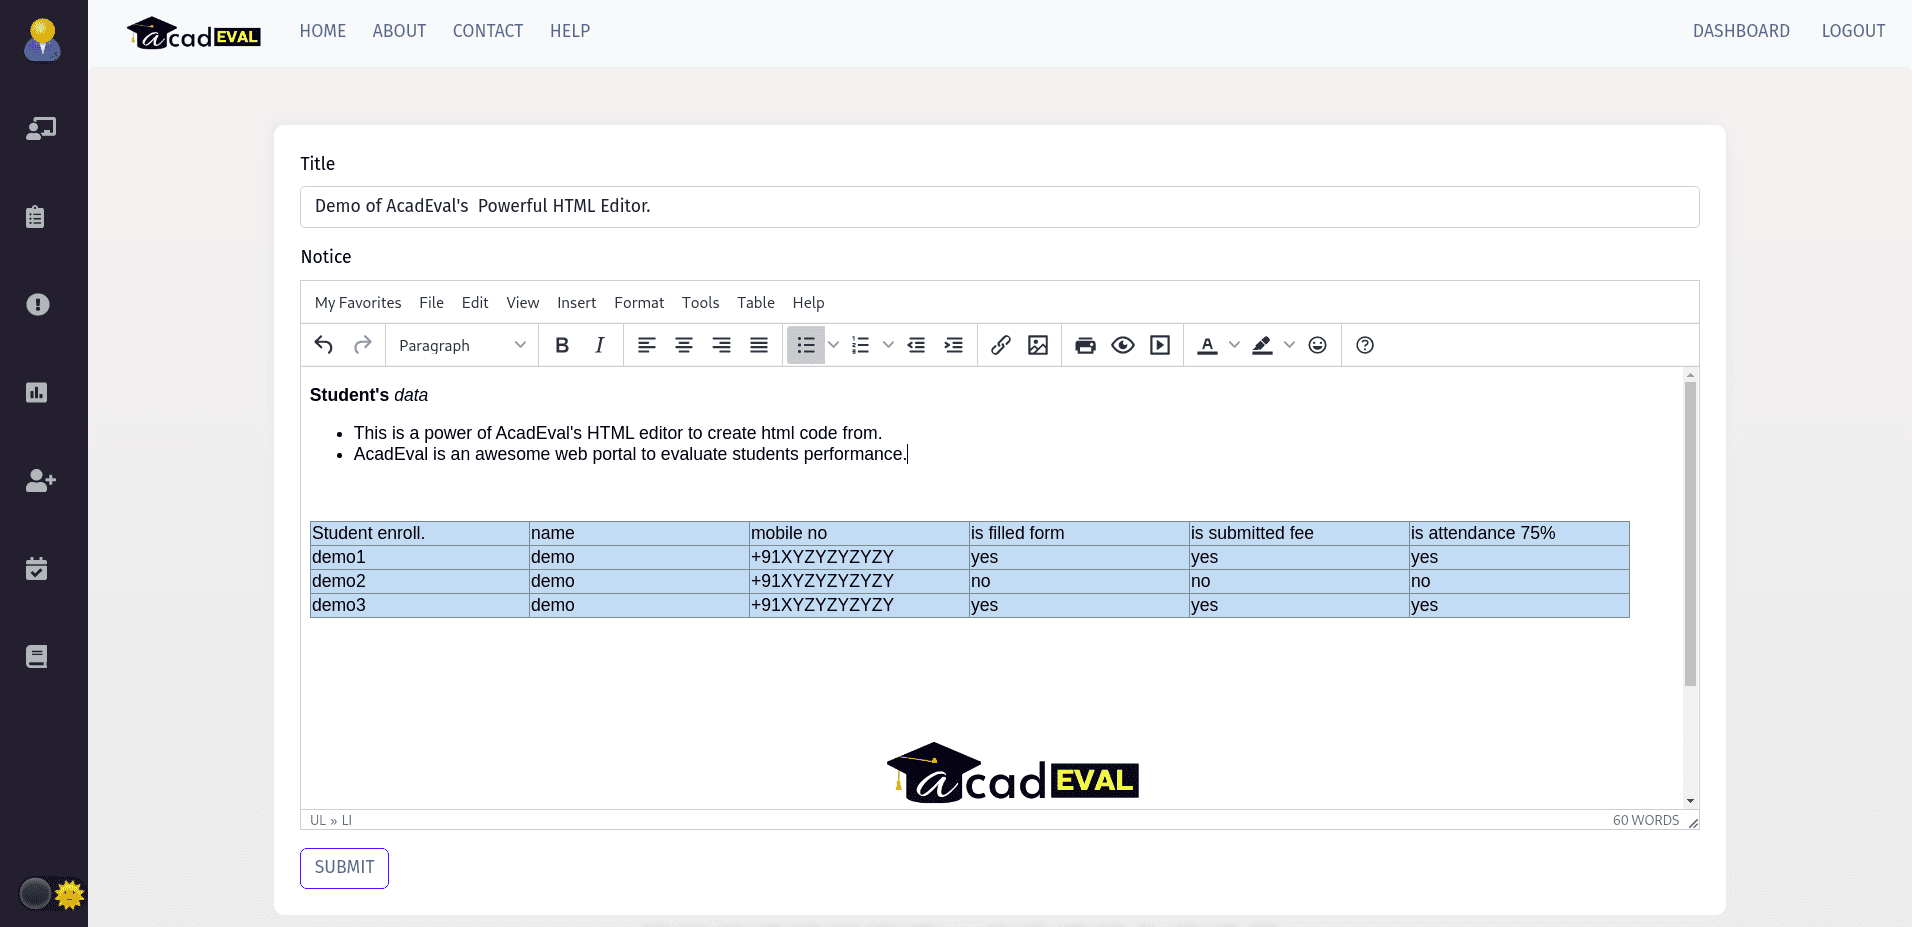 acadEVAL HOME ABOUT CONTACT HELP DASHBOARD LOGOUT
Title
Demo of AcadEval's  Powerful HTML Editor.
Notice
My Favorites File Edit View Insert Format Tools Table Help
Paragraph B I A
Student's data
• This is a power of AcadEval's HTML editor to create html code from.
• AcadEval is an awesome web portal to evaluate students performance.
Student enroll. name mobile no is filled form is submitted fee is attendance 75%
demo1 demo +91XYZYZYZYZY yes yes yes
demo2 demo +91XYZYZYZYZY no no no
demo3 demo +91XYZYZYZYZY yes yes yes
acadEVAL
UL » LI 60 WORDS
SUBMIT